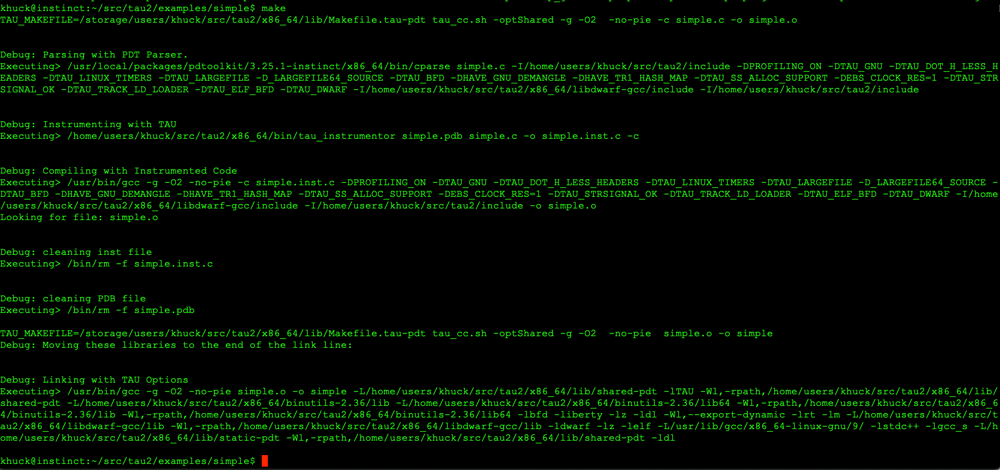 khuck@instinct:~/src/tau2/examples/simple$ make
TAU_MAKEFILE=/storage/users/khuck/src/tau2/x86_64/lib/Makefile.tau-pdt tau_cc.sh -optShared -g -O2  -no-pie -c simple.c -o simple.o
Debug: Parsing with PDT Parser.
Executing> /usr/local/packages/pdtoolkit/3.25.1-instinct/x86_64/bin/cparse simple.c -I/home/users/khuck/src/tau2/include -DPROFILING_ON -DTAU_GNU -DTAU_DOT_H_LESS_H
EADERS -DTAU_LINUX_TIMERS -DTAU_LARGEFILE -D_LARGEFILE64_SOURCE -DTAU_BFD -DHAVE_GNU_DEMANGLE -DHAVE_TR1_HASH_MAP -DTAU_SS_ALLOC_SUPPORT -DEBS_CLOCK_RES=1 -DTAU_STR
SIGNAL_OK -DTAU_TRACK_LD_LOADER -DTAU_ELF_BFD -DTAU_DWARF -I/home/users/khuck/src/tau2/x86_64/libdwarf-gcc/include -I/home/users/khuck/src/tau2/include
Debug: Instrumenting with TAU
Executing> /home/users/khuck/src/tau2/x86_64/bin/tau_instrumentor simple.pdb simple.c -o simple.inst.c -c
Debug: Compiling with Instrumented Code
Executing> /usr/bin/gcc -g -O2 -no-pie -c simple.inst.c -DPROFILING_ON -DTAU_GNU -DTAU_DOT_H_LESS_HEADERS -DTAU_LINUX_TIMERS -DTAU_LARGEFILE -D_LARGEFILE64_SOURCE -
DTAU_BFD -DHAVE_GNU_DEMANGLE -DHAVE_TR1_HASH_MAP -DTAU_SS_ALLOC_SUPPORT -DEBS_CLOCK_RES=1 -DTAU_STRSIGNAL_OK -DTAU_TRACK_LD_LOADER -DTAU_ELF_BFD -DTAU_DWARF -I/home
/users/khuck/src/tau2/x86_64/libdwarf-gcc/include -I/home/users/khuck/src/tau2/include -o simple.o
Looking for file: simple.o
Debug: cleaning inst file
Executing> /bin/rm -f simple.inst.c
Debug: cleaning PDB file
Executing> /bin/rm -f simple.pdb
TAU_MAKEFILE=/storage/users/khuck/src/tau2/x86_64/lib/Makefile.tau-pdt tau_cc.sh -optShared -g -O2  -no-pie  simple.o -o simple
Debug: Moving these libraries to the end of the link line:
Debug: Linking with TAU Options
Executing> /usr/bin/gcc -g -O2 -no-pie simple.o -o simple -L/home/users/khuck/src/tau2/x86_64/lib/shared-pdt -lTAU -Wl,-rpath,/home/users/khuck/src/tau2/x86_64/lib/
shared-pdt -L/home/users/khuck/src/tau2/x86_64/binutils-2.36/lib -L/home/users/khuck/src/tau2/x86_64/binutils-2.36/lib64 -Wl,-rpath,/home/users/khuck/src/tau2/x86_6
4/binutils-2.36/lib -Wl,-rpath,/home/users/khuck/src/tau2/x86_64/binutils-2.36/lib64 -lbfd -liberty -lz -ldl -Wl,--export-dynamic -lrt -lm -L/home/users/khuck/src/t
au2/x86_64/libdwarf-gcc/lib -Wl,-rpath,/home/users/khuck/src/tau2/x86_64/libdwarf-gcc/lib -ldwarf -lz -lelf -L/usr/lib/gcc/x86_64-linux-gnu/9/ -lstdc++ -lgcc_s -L/h
ome/users/khuck/src/tau2/x86_64/lib/static-pdt -Wl,-rpath,/home/users/khuck/src/tau2/x86_64/lib/shared-pdt -ldl
khuck@instinct:~/src/tau2/examples/simple$